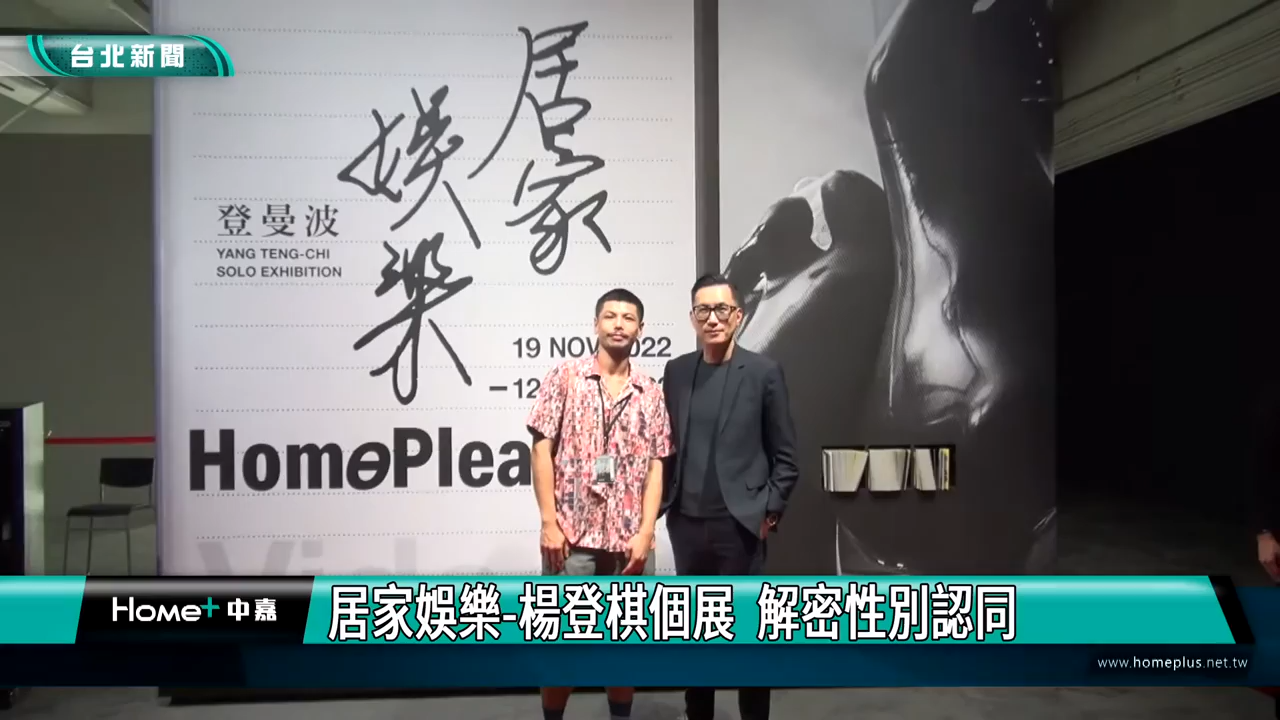 台北新聞
居家
娛樂
登曼波
YANG TENG-CHI
SOLO EXHIBITION
19 NOV 2022
–12
HomePlea
Home+中嘉
居家娛樂-楊登棋個展 解密性別認同
www.homeplus.net.tw